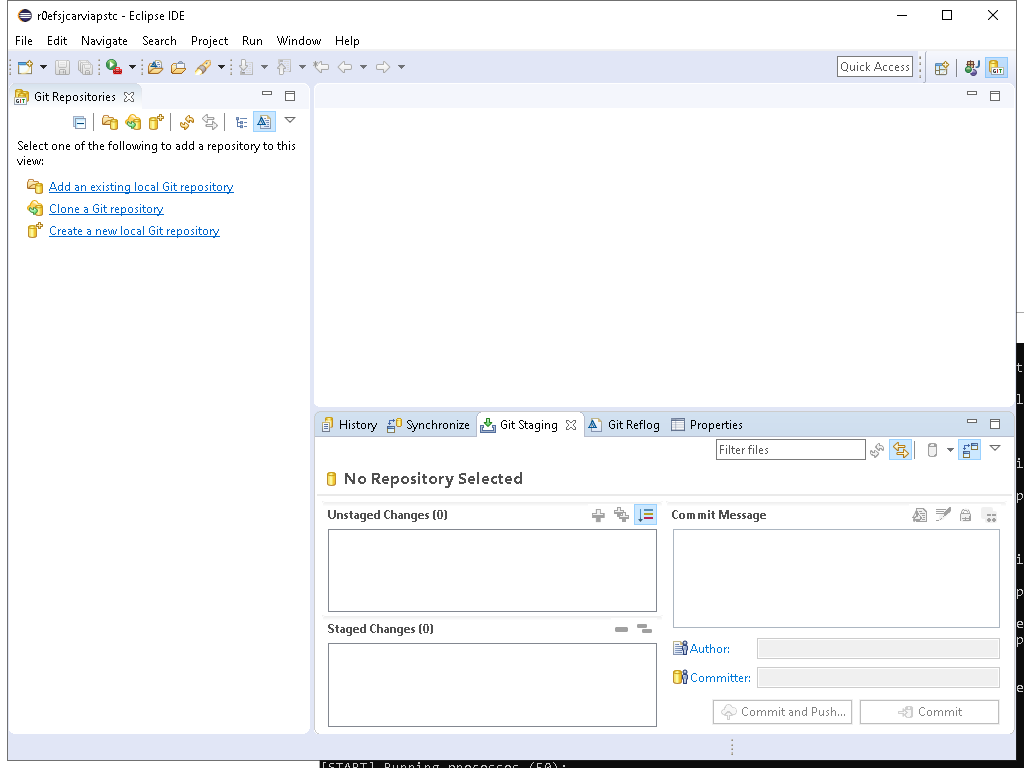 r0efsjcarviapstc - Eclipse IDE
File Edit Navigate Search Project Run Window Help
Quick Access
GIT
GIT Git Repositories
Select one of the following to add a repository to this
view:
Add an existing local Git repository
Clone a Git repository
Create a new local Git repository
History Synchronize Git Staging Git Reflog Properties
Filter files
No Repository Selected
Unstaged Changes (0)
Commit Message
Staged Changes (0)
Author:
Committer:
Commit and Push...
Commit
[START] Running processes (50):